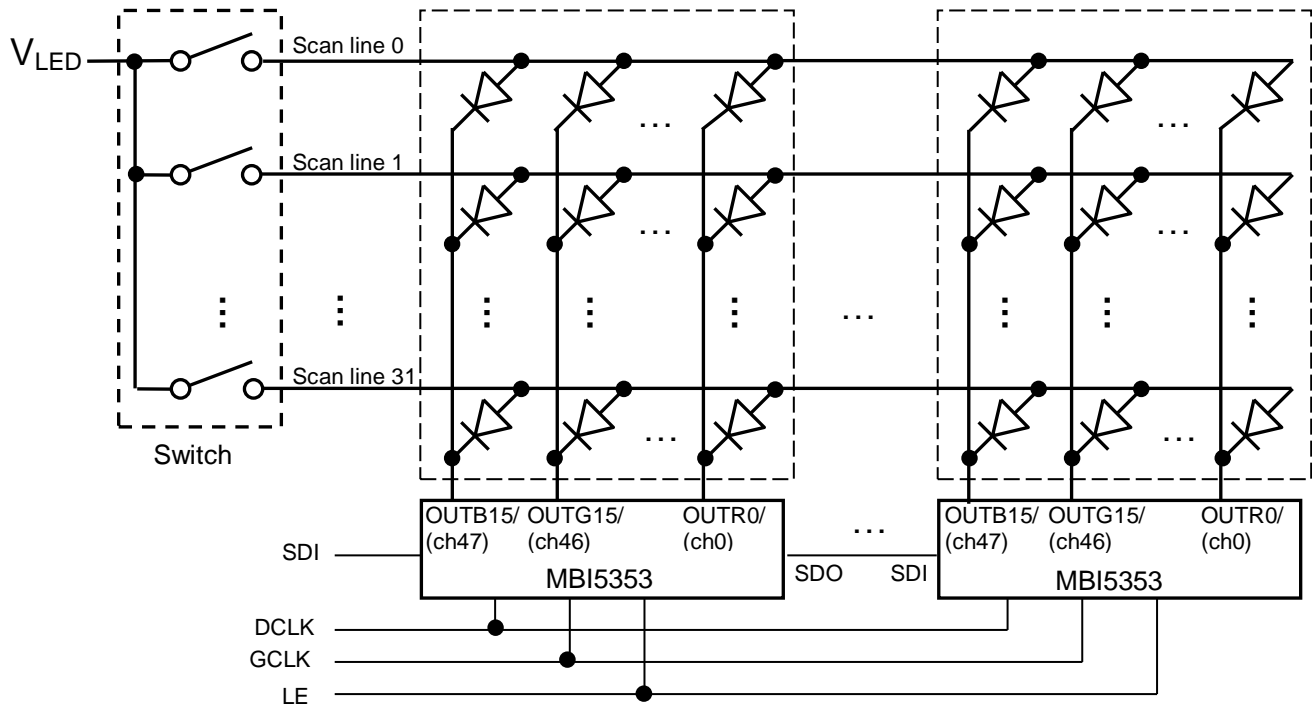 VLED
Scan line 0
...
...
Scan line 1
...
...
...
Scan line 31
...
...
Switch
OUTB15/ OUTG15/ OUTR0/
(ch47) (ch46) (ch0)
MBI5353
...
OUTB15/ OUTG15/ OUTR0/
(ch47) (ch46) (ch0)
MBI5353
SDI
SDO SDI
DCLK
GCLK
LE